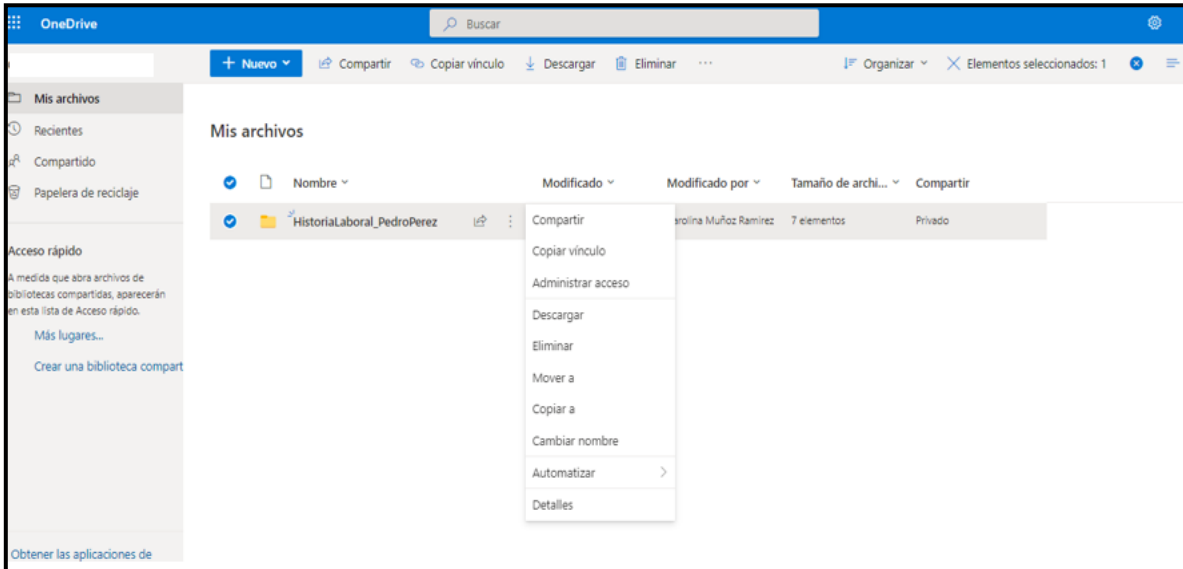 OneDrive
Buscar
Nuevo
Compartir
Copiar vínculo
Descargar
Eliminar
Organizar
Elementos seleccionados: 1
Mis archivos
Recientes
Compartido
Papelera de reciclaje
Acceso rápido
A medida que abra archivos de
bibliotecas compartidas, aparecerán
en esta lista de Acceso rápido.
Más lugares...
Crear una biblioteca compart
Obtener las aplicaciones de
Mis archivos
Nombre
Modificado
Modificado por
Tamaño de archi...
Compartir
HistoriaLaboral_PedroPerez
arolina Muñoz Ramirez
7 elementos
Privado
Compartir
Copiar vínculo
Administrar acceso
Descargar
Eliminar
Mover a
Copiar a
Cambiar nombre
Automatizar
Detalles